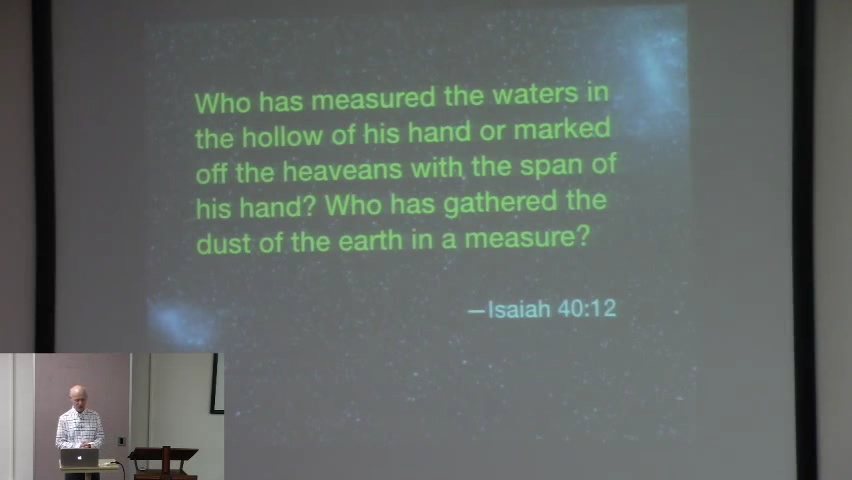 Who has measured the waters in
the hollow of his hand or marked
off the heaveans with the span of
his hand? Who has gathered the
dust of the earth in a measure?
—Isaiah 40:12